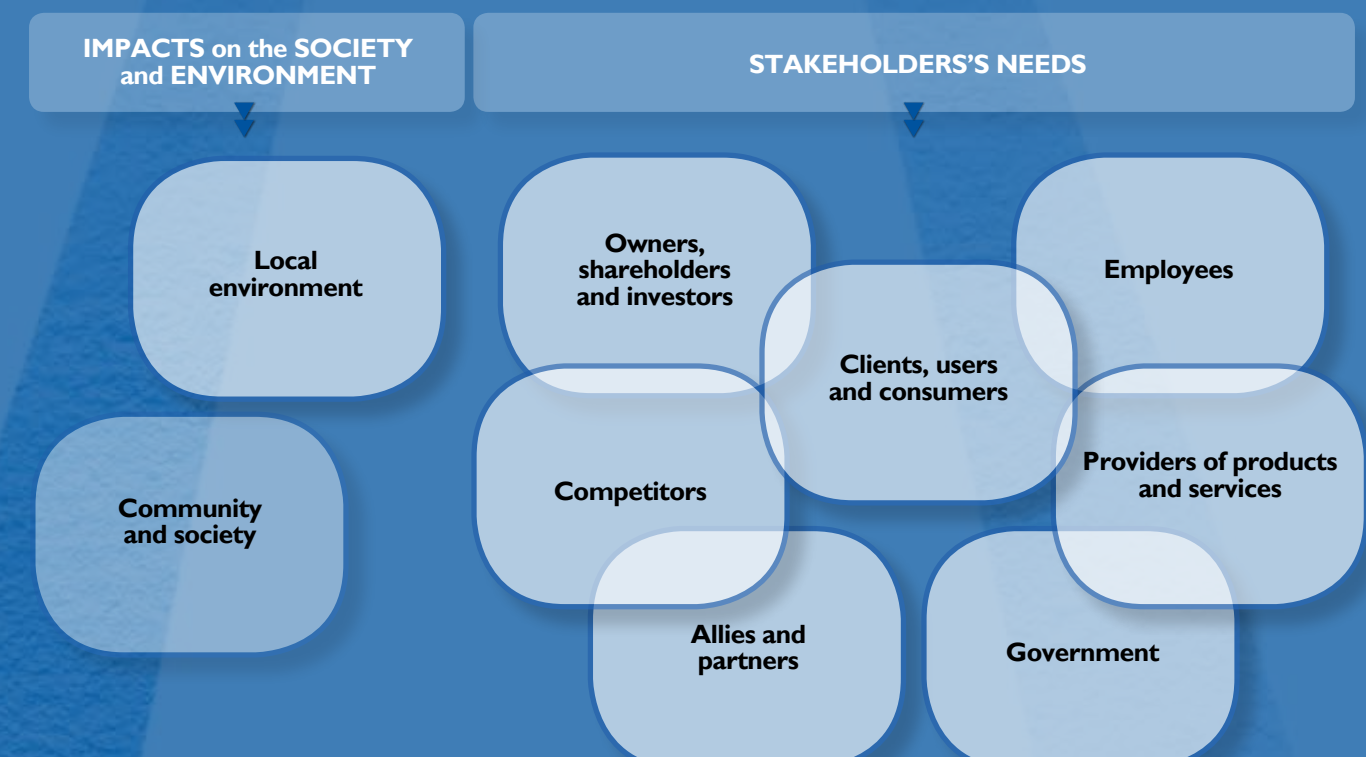 IMPACTS on the SOCIETY
and ENVIRONMENT
STAKEHOLDERS'S NEEDS
Local
environment
Community
and society
Owners,
shareholders
and investors
Clients, users
and consumers
Employees
Competitors
Providers of products
and services
Allies and
partners
Government